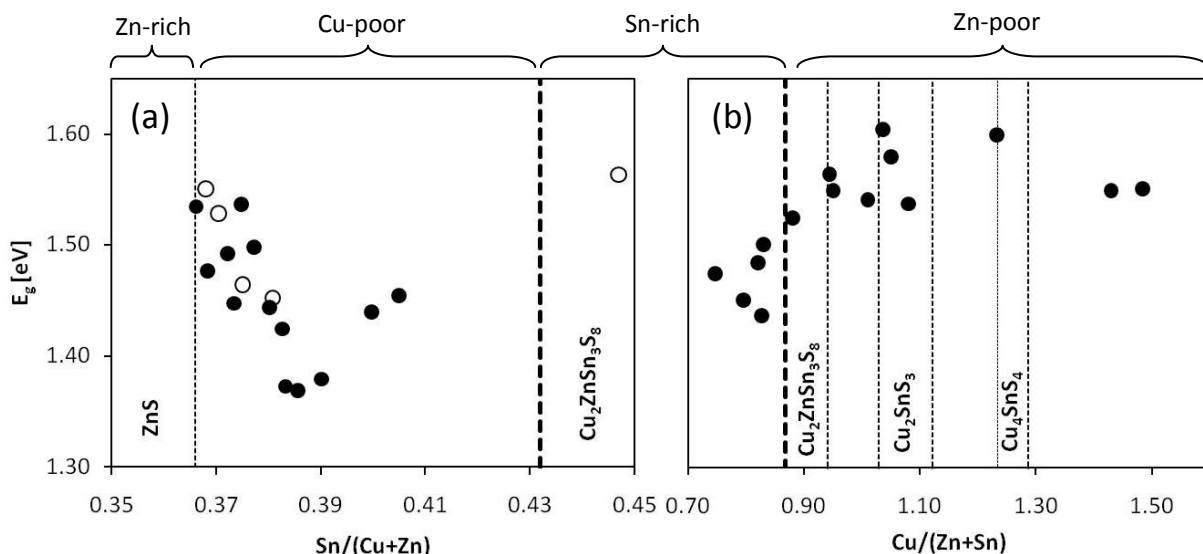 Zn-rich
Cu-poor
Sn-rich
Zn-poor
(a)
(b)
1.60
1.50
1.40
1.30
E₉ [eV]
ZnS
Cu₂ZnSn₃S₈
Cu₂ZnSn₃S₈
Cu₂SnS₃
Cu₄SnS₄
0.35
0.37
0.39
0.41
0.43
0.45
0.70
0.90
1.10
1.30
1.50
Sn/(Cu+Zn)
Cu/(Zn+Sn)